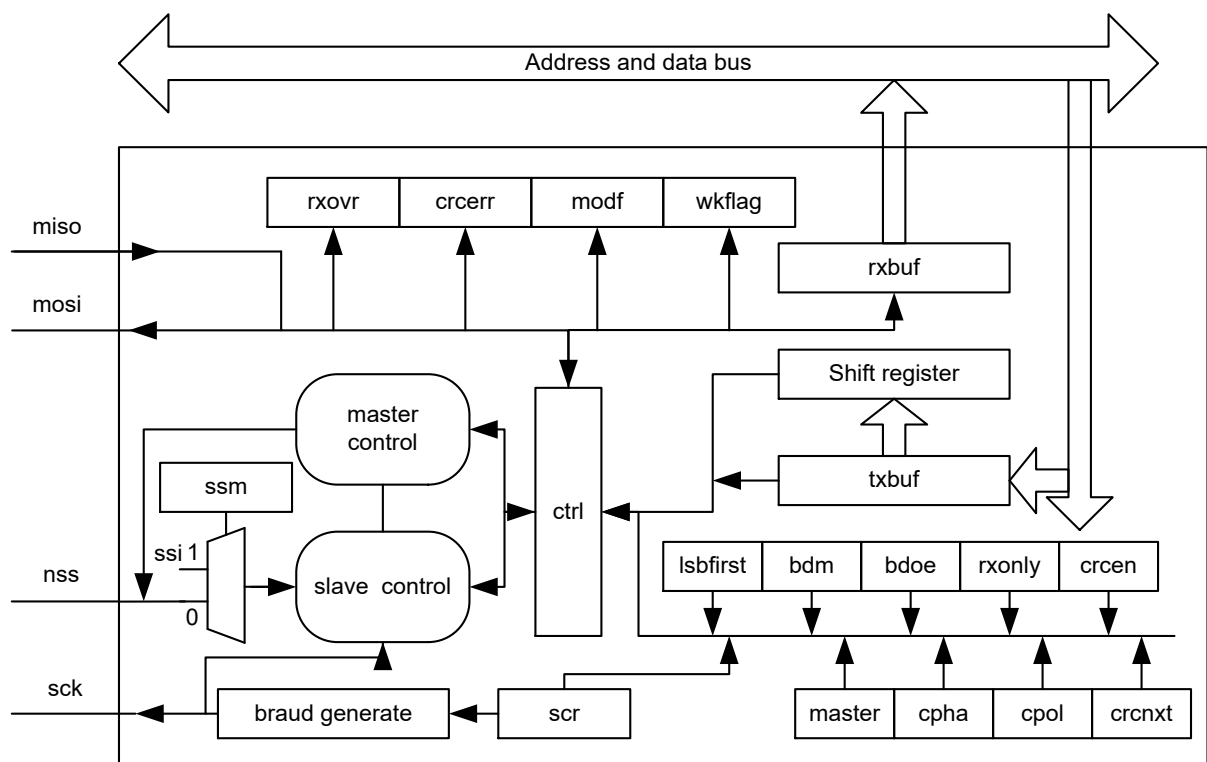 Address and data bus
rxovr crcerr modf wkflag
miso
rxbuf
mosi
Shift register
master
control
ssm
txbuf
ctrl
ssi 1
lsbfirst bdm bdoe rxonly crcen
nss
slave control
0
sck
braud generate
scr
master cpha cpol crcnxt